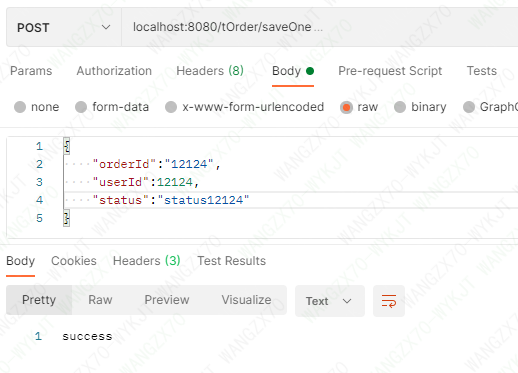 POST localhost:8080/tOrder/saveOne ...
Params Authorization Headers (8) Body Pre-request Script Tests
none form-data x-www-form-urlencoded raw binary
1 {
2 "orderId":"12124",
3 "userId":12124,
4 "status":"status12124"
5 }
Body Cookies Headers (3) Test Results
Pretty Raw Preview Visualize Text
1 success